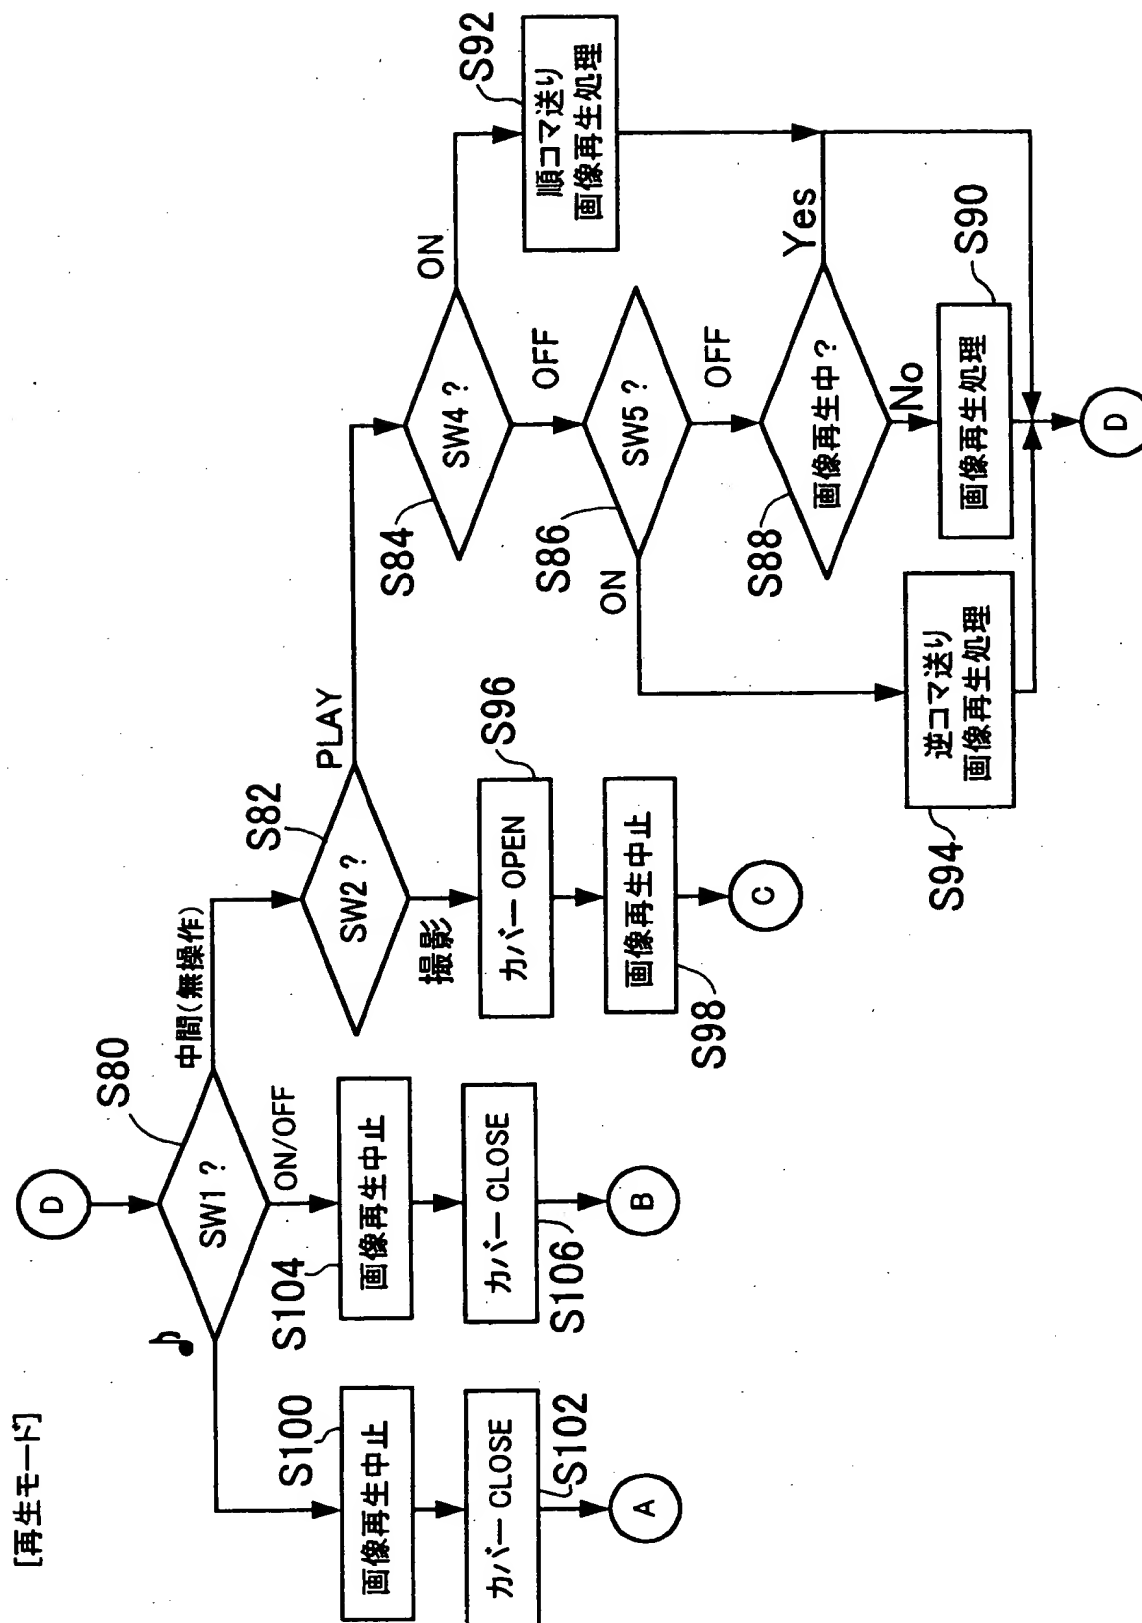 [再生モード]
D
S80
SW1 ?
♪
ON/OFF
中間(無操作)
S100
画像再生中止
カバー CLOSE
S102
A
S104
画像再生中止
カバー CLOSE
S106
B
S82
SW2 ?
PLAY
撮影
S96
カバー OPEN
画像再生中止
S98
C
S84
SW4 ?
ON
OFF
S92
順コマ送り
画像再生処理
S86
SW5 ?
ON
OFF
S88
画像再生中 ?
Yes
No
S90
画像再生処理
S94
逆コマ送り
画像再生処理
D